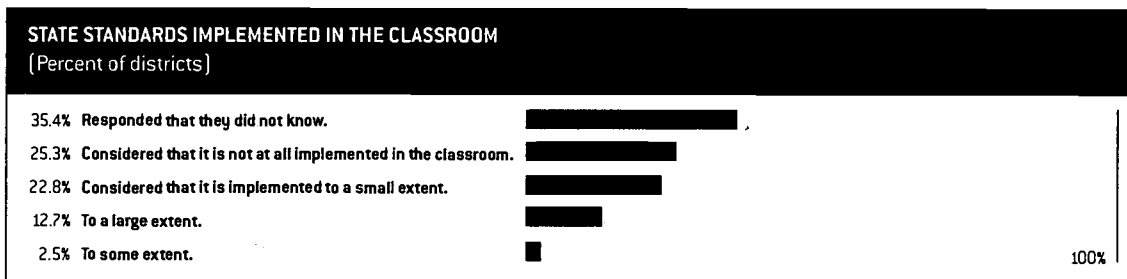 STATE STANDARDS IMPLEMENTED IN THE CLASSROOM
(Percent of districts)
35.4% Responded that they did not know.
25.3% Considered that it is not at all implemented in the classroom.
22.8% Considered that it is implemented to a small extent.
12.7% To a large extent.
2.5% To some extent.
100%